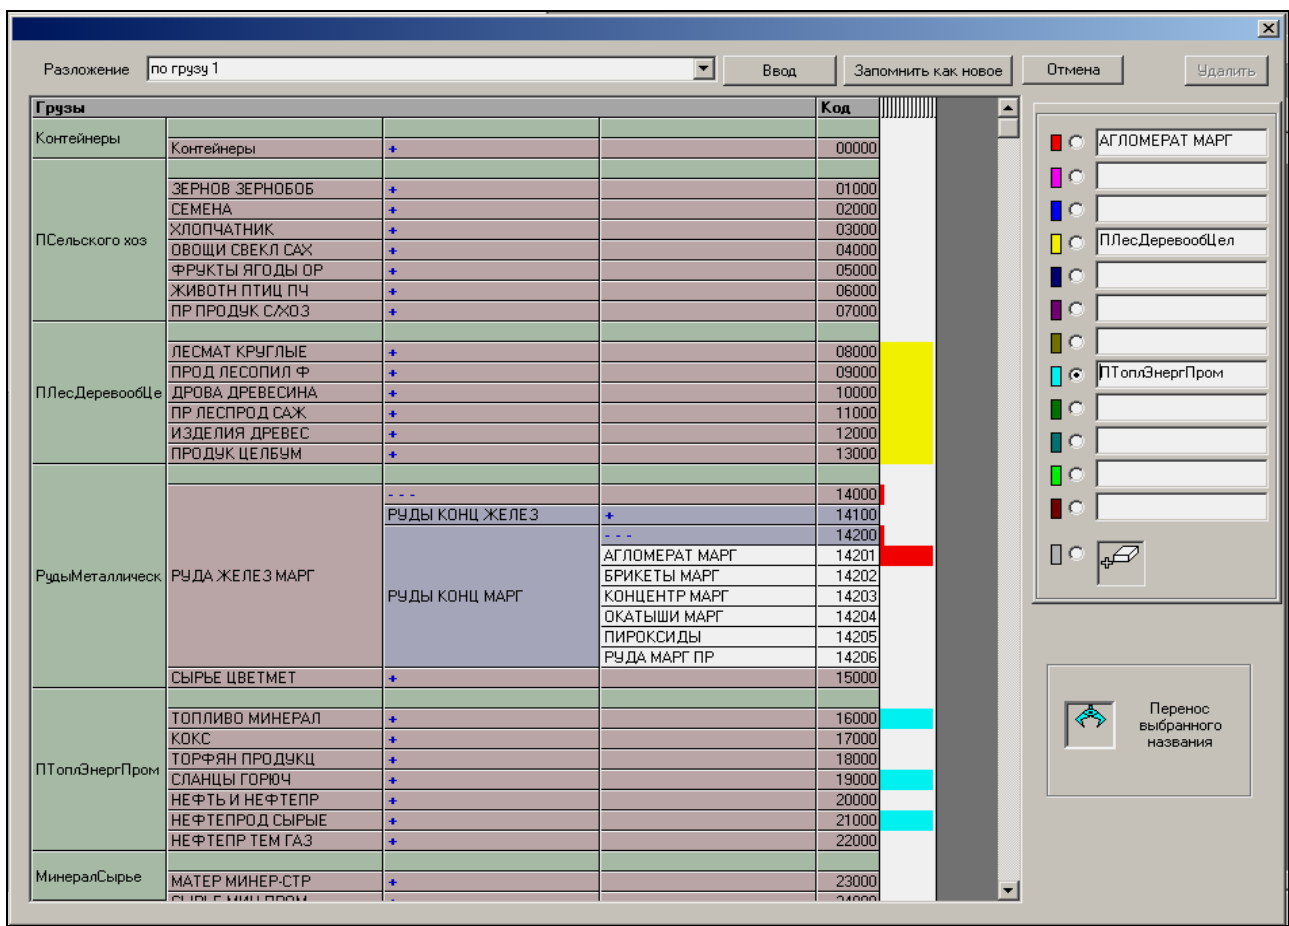 Разложение по грузу 1 Ввод Запомнить как новое Отмена Удалить
Грузы Код
Контейнеры
Контейнеры + 00000
ПСельского хоз
ЗЕРНОВ ЗЕРНОБОБ + 01000
СЕМЕНА + 02000
ХЛОПЧАТНИК + 03000
ОВОЩИ СВЕКЛ САХ + 04000
ФРУКТЫ ЯГОДЫ ОР + 05000
ЖИВОТН ПТИЦ ПЧ + 06000
ПР ПРОДУК С/ХОЗ + 07000
ПЛесДеревообЦе
ЛЕСМАТ КРУГЛЫЕ + 08000
ПРОД ЛЕСОПИЛ Ф + 09000
ДРОВА ДРЕВЕСИНА + 10000
ПР ЛЕСПРОД САЖ + 11000
ИЗДЕЛИЯ ДРЕВЕС + 12000
ПРОДУК ЦЕЛБУМ + 13000
РудыМеталлическ
РУДА ЖЕЛЕЗ МАРГ
- - - 14000
РУДЫ КОНЦ ЖЕЛЕЗ + 14100
РУДЫ КОНЦ МАРГ
- - - 14200
АГЛОМЕРАТ МАРГ 14201
БРИКЕТЫ МАРГ 14202
КОНЦЕНТР МАРГ 14203
ОКАТЫШИ МАРГ 14204
ПИРОКСИДЫ 14205
РУДА МАРГ ПР 14206
СЫРЬЕ ЦВЕТМЕТ + 15000
ПТоплЭнергПром
ТОПЛИВО МИНЕРАЛ + 16000
КОКС + 17000
ТОРФЯН ПРОДУКЦ + 18000
СЛАНЦЫ ГОРЮЧ + 19000
НЕФТЬ И НЕФТЕПР + 20000
НЕФТЕПРОД СЫРЫЕ + 21000
НЕФТЕПР ТЕМ ГАЗ + 22000
МинералСырье
МАТЕР МИНЕР-СТР + 23000
АГЛОМЕРАТ МАРГ
ПЛесДеревообЦел
ПТоплЭнергПром
Перенос
выбранного
названия